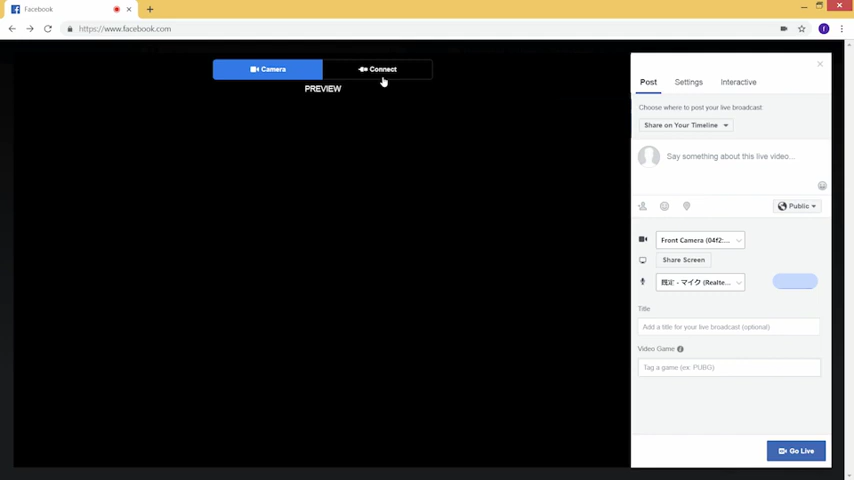 Facebook
https://www.facebook.com
f
Camera
Connect
PREVIEW
Post
Settings
Interactive
Choose where to post your live broadcast
Share on Your Timeline
Say something about this live video...
Public
Front Camera (04f2:...
Share Screen
既定 - マイク (Realte...
Title
Add a title for your live broadcast (optional)
Video Game
Tag a game (ex: PUBG)
Go Live